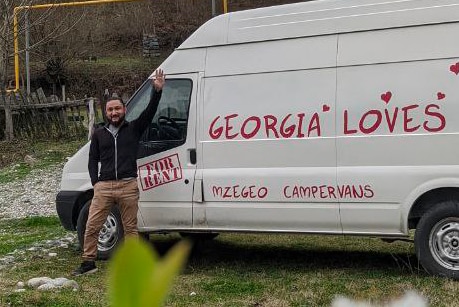 GEORGIA LOVES
FOR
RENT
MZEGEO CAMPERVANS